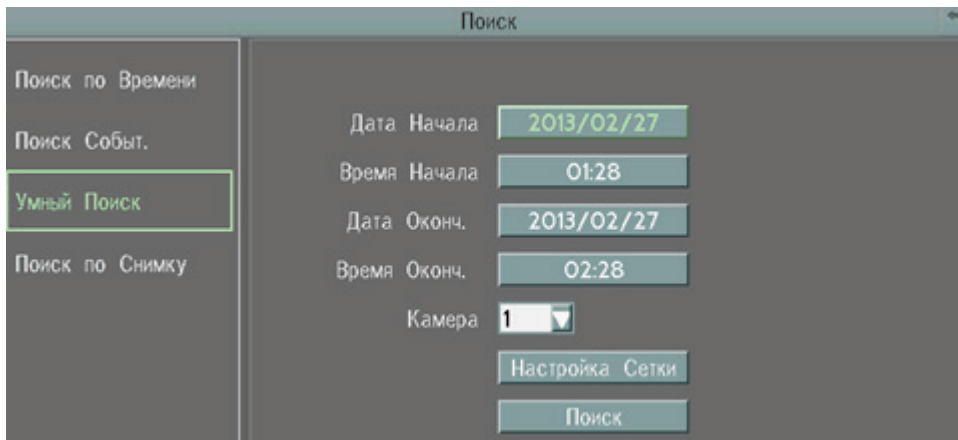 Поиск
Поиск по Времени
Поиск Событ.
Умный Поиск
Поиск по Снимку
Дата Начала 2013/02/27
Время Начала 01:28
Дата Оконч. 2013/02/27
Время Оконч. 02:28
Камера 1
Настройка Сетки
Поиск